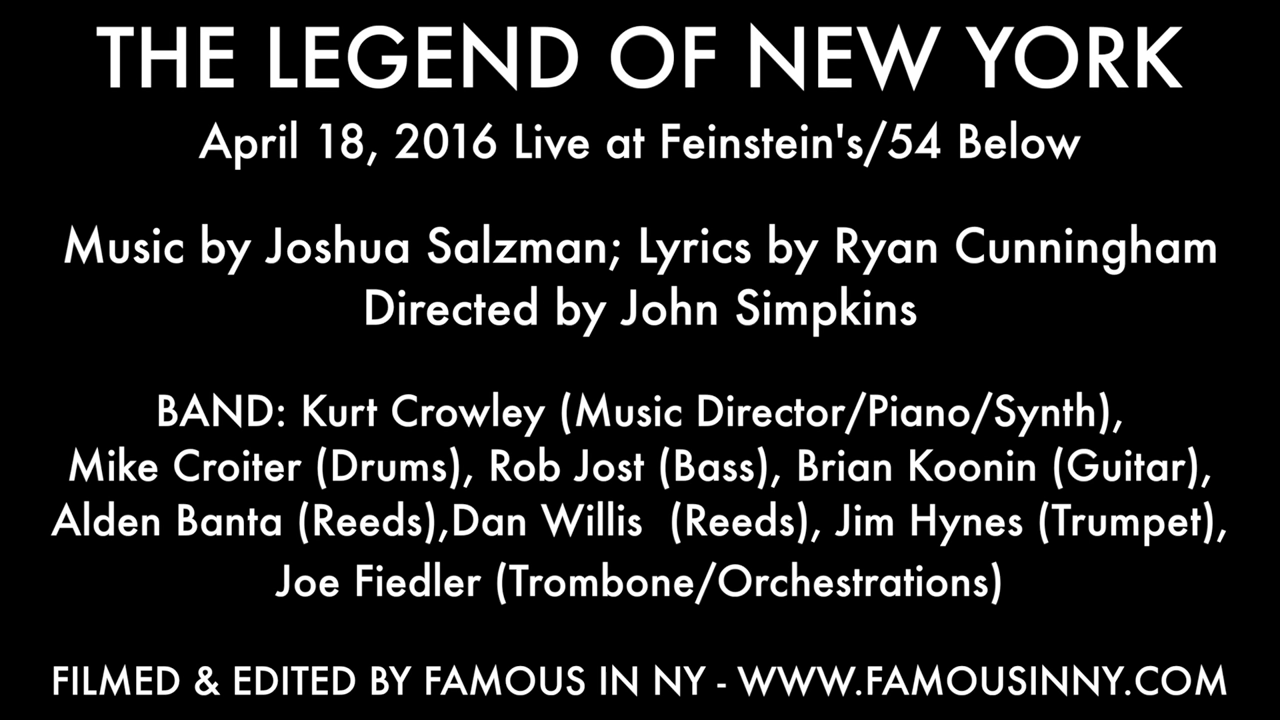 THE LEGEND OF NEW YORK
April 18, 2016 Live at Feinstein's/54 Below
Music by Joshua Salzman; Lyrics by Ryan Cunningham
Directed by John Simpkins
BAND: Kurt Crowley (Music Director/Piano/Synth),
Mike Croiter (Drums), Rob Jost (Bass), Brian Koonin (Guitar),
Alden Banta (Reeds),Dan Willis  (Reeds), Jim Hynes (Trumpet),
Joe Fiedler (Trombone/Orchestrations)
FILMED & EDITED BY FAMOUS IN NY - WWW.FAMOUSINNY.COM